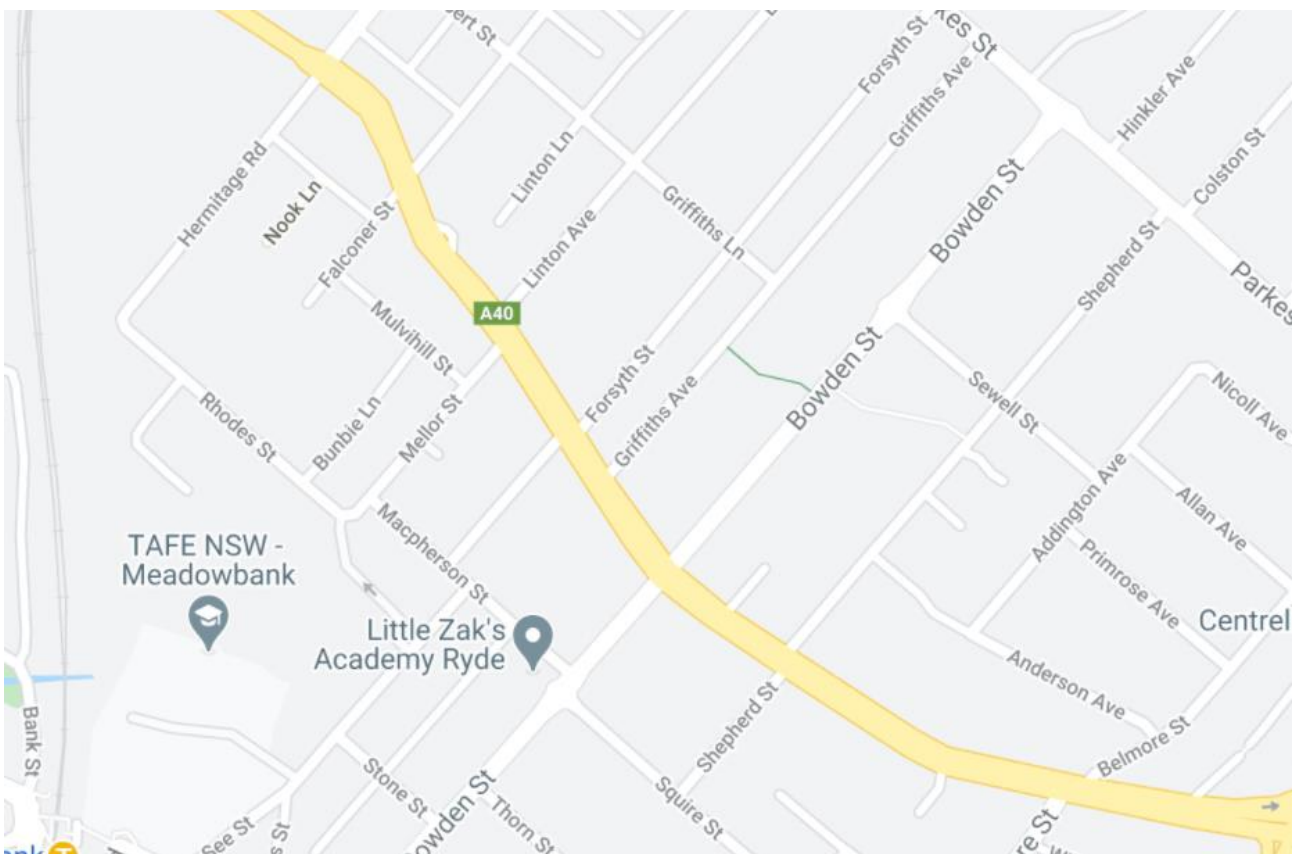 Forsyth St
Griffiths Ave
Hinkler Ave
Colston St
Hermitage Rd
Nook Ln
Linton Ln
Falconer St
Linton Ave
Griffiths Ln
Bowden St
Shepherd St
Parkes
A40
Mulvihill St
Forsyth St
Bowden St
Sewell St
Nicoll Ave
Rhodes St
Bunbie Ln
Mellor St
Griffiths Ave
Addington Ave
Allan Ave
TAFE NSW -
Meadowbank
Macpherson St
Primrose Ave
Little Zak's
Academy Ryde
Centrel
Anderson Ave
Bank St
Shepherd St
Belmore St
Stone St
owden St
Squire St
See St
Thorn St